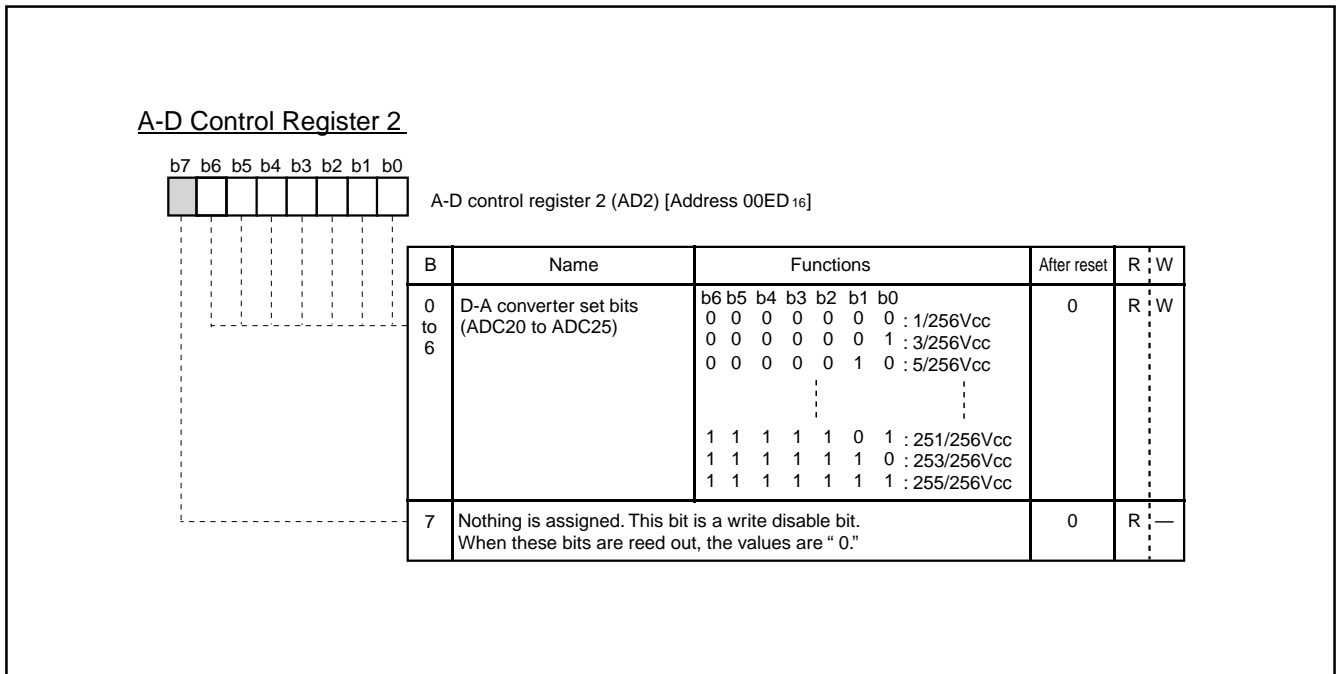 A-D Control Register 2
b7 b6 b5 b4 b3 b2 b1 b0
A-D control register 2 (AD2) [Address 00ED16]
B Name Functions After reset R W
0 to 6
D-A converter set bits
(ADC20 to ADC25)
b6 b5 b4 b3 b2 b1 b0
0 0 0 0 0 0 0 : 1/256Vcc
0 0 0 0 0 0 1 : 3/256Vcc
0 0 0 0 0 1 0 : 5/256Vcc
1 1 1 1 1 0 1 : 251/256Vcc
1 1 1 1 1 1 0 : 253/256Vcc
1 1 1 1 1 1 1 : 255/256Vcc
0 R W
7 Nothing is assigned. This bit is a write disable bit.
When these bits are reed out, the values are “ 0.”
0 R —